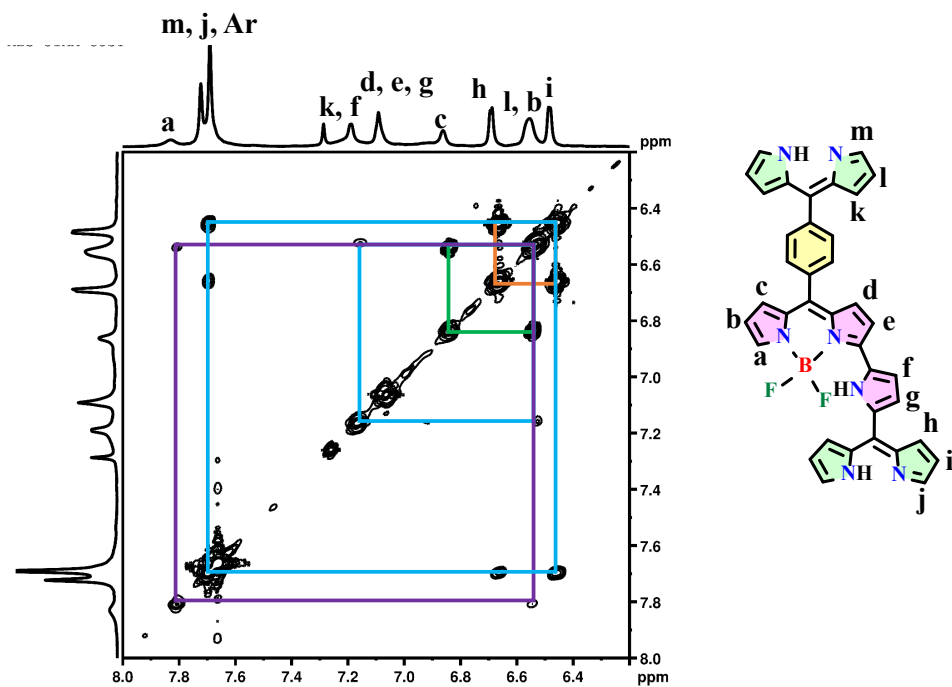 m, j, Ar
a
k, f
d, e, g
c
h
l, b
i
ppm
6.4
6.6
6.8
7.0
7.2
7.4
7.6
7.8
8.0
8.0
7.8
7.6
7.4
7.2
7.0
6.8
6.6
6.4
ppm
NH
N
m
l
k
c
d
b
e
a
N
N
B
F
F
HN
f
g
h
i
NH
N
j